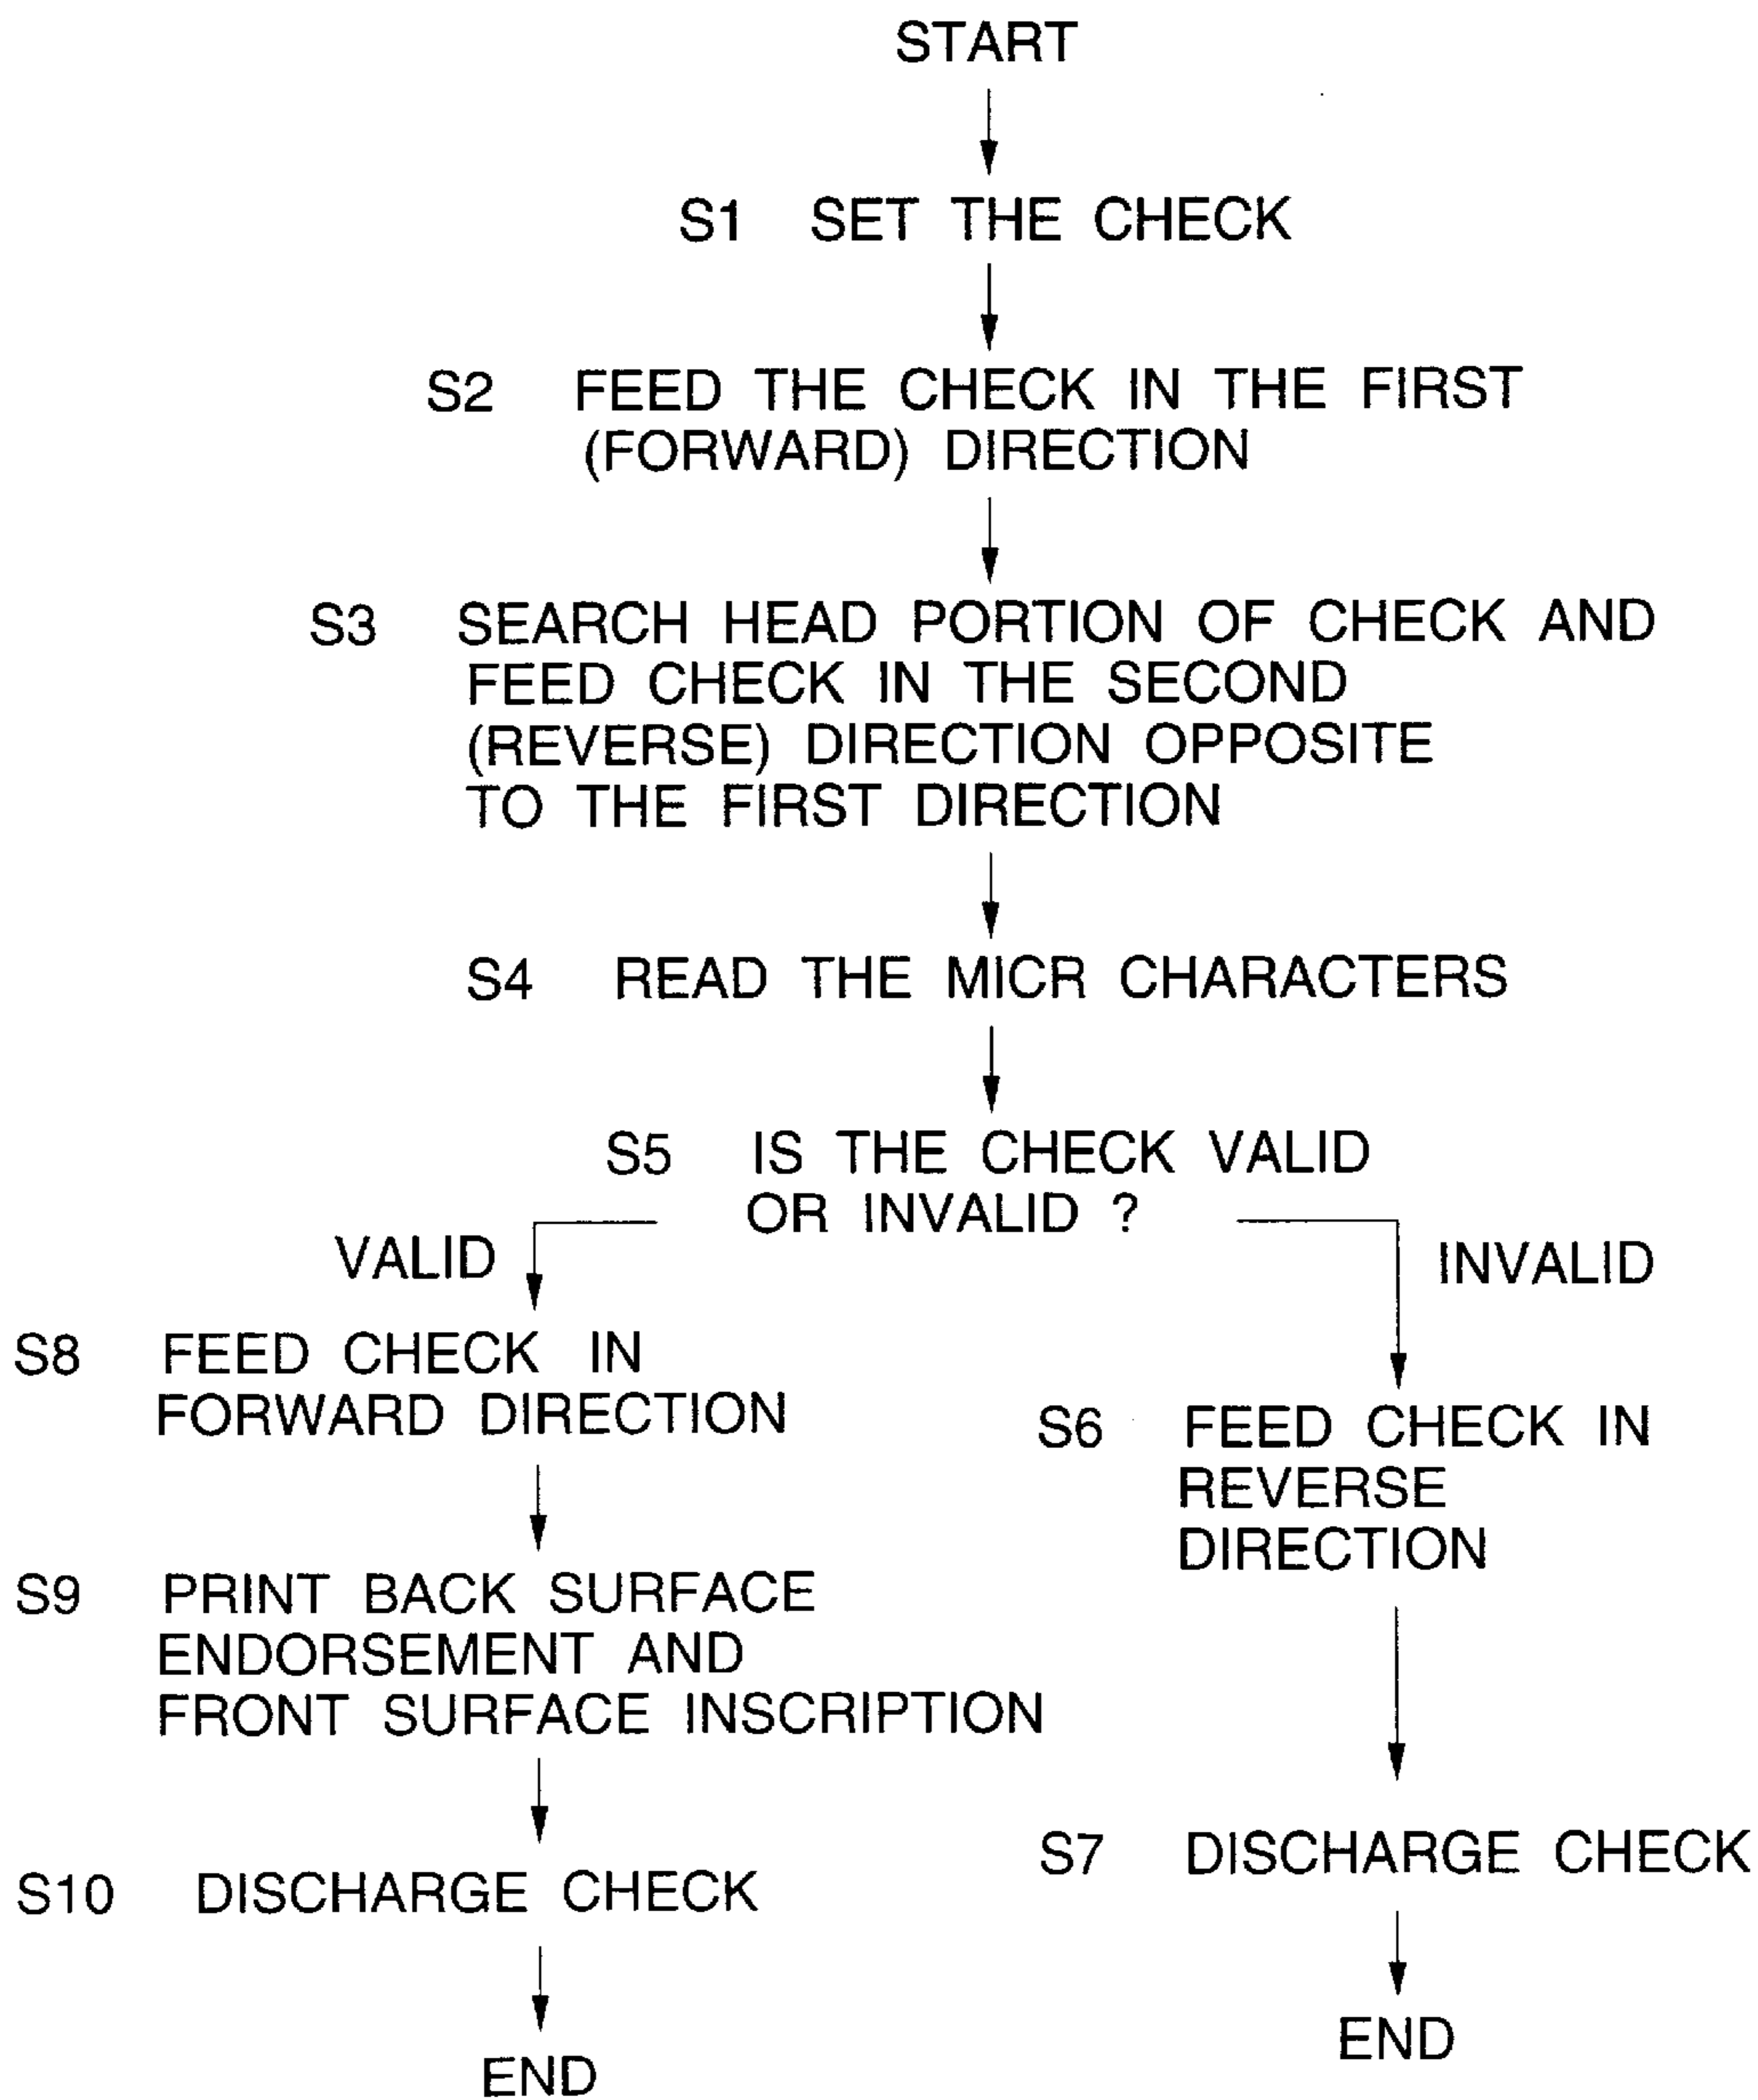 START
S1 SET THE CHECK
S2 FEED THE CHECK IN THE FIRST
(FORWARD) DIRECTION
S3 SEARCH HEAD PORTION OF CHECK AND
FEED CHECK IN THE SECOND
(REVERSE) DIRECTION OPPOSITE
TO THE FIRST DIRECTION
S4 READ THE MICR CHARACTERS
S5 IS THE CHECK VALID
OR INVALID ?
VALID
INVALID
S8 FEED CHECK IN
FORWARD DIRECTION
S6 FEED CHECK IN
REVERSE
DIRECTION
S9 PRINT BACK SURFACE
ENDORSEMENT AND
FRONT SURFACE INSCRIPTION
S7 DISCHARGE CHECK
S10 DISCHARGE CHECK
END
END